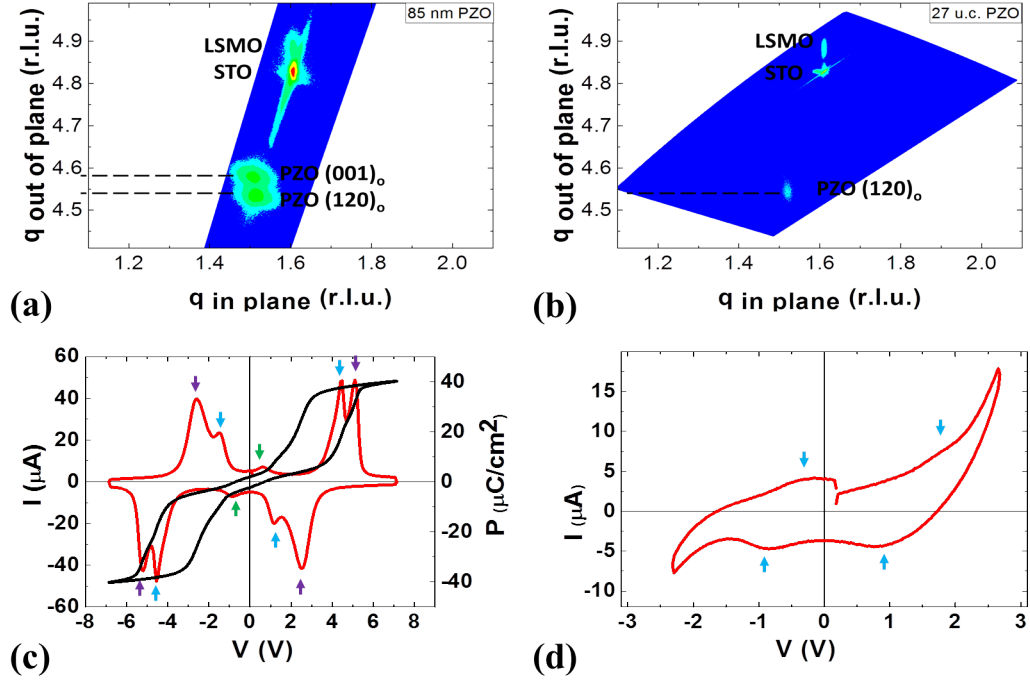 85 nm PZO
4.9
4.8
4.7
4.6
4.5
q out of plane (r.l.u.)
LSMO
STO
PZO (001)o
PZO (120)o
1.2 1.4 1.6 1.8 2.0
q in plane (r.l.u.)
(a)
27 u.c. PZO
4.9
4.8
4.7
4.6
4.5
q out of plane (r.l.u.)
LSMO
STO
PZO (120)o
1.2 1.4 1.6 1.8 2.0
q in plane (r.l.u.)
(b)
60
40
20
0
-20
-40
-60
I (μA)
40
20
0
-20
-40
P (μC/cm2)
-8 -6 -4 -2 0 2 4 6 8
V (V)
(c)
15
10
5
0
-5
-10
I (μA)
-3 -2 -1 0 1 2 3
V (V)
(d)